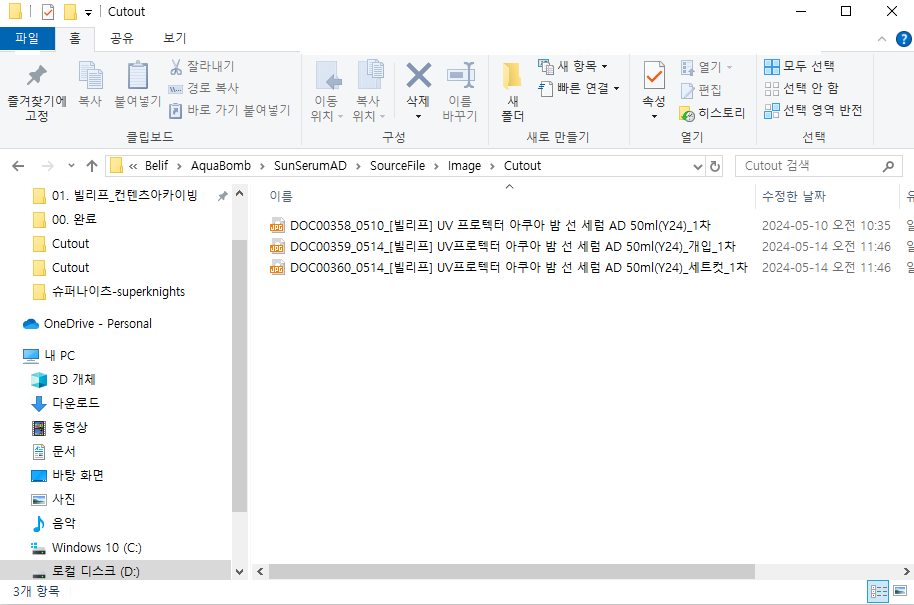 Cutout
파일 홈 공유 보기
즐겨찾기에 고정
복사
붙여넣기
잘라내기
경로 복사
바로 가기 붙여넣기
클립보드
이동 위치
복사 위치
삭제
이름 바꾸기
구성
새 폴더
새 항목
빠른 연결
새로 만들기
속성
열기
편집
히스토리
열기
모두 선택
선택 안 함
선택 영역 반전
선택
« Belif > AquaBomb > SunSerumAD > SourceFile > Image > Cutout
Cutout 검색
01. 빌리프_컨텐츠아카이빙
00. 완료
Cutout
Cutout
슈퍼나이츠-superknights
OneDrive - Personal
내 PC
3D 개체
다운로드
동영상
문서
바탕 화면
사진
음악
Windows 10 (C:)
로컬 디스크 (D:)
이름 수정한 날짜
DOC00358_0510_[빌리프] UV 프로텍터 아쿠아 밤 선 세럼 AD 50ml(Y24)_1차 2024-05-10 오전 10:35
DOC00359_0514_[빌리프] UV프로텍터 아쿠아 밤 선 세럼 AD 50ml(Y24)_개입_1차 2024-05-14 오전 11:46
DOC00360_0514_[빌리프] UV프로텍터 아쿠아 밤 선 세럼 AD 50ml(Y24)_세트컷_1차 2024-05-14 오전 11:46
3개 항목